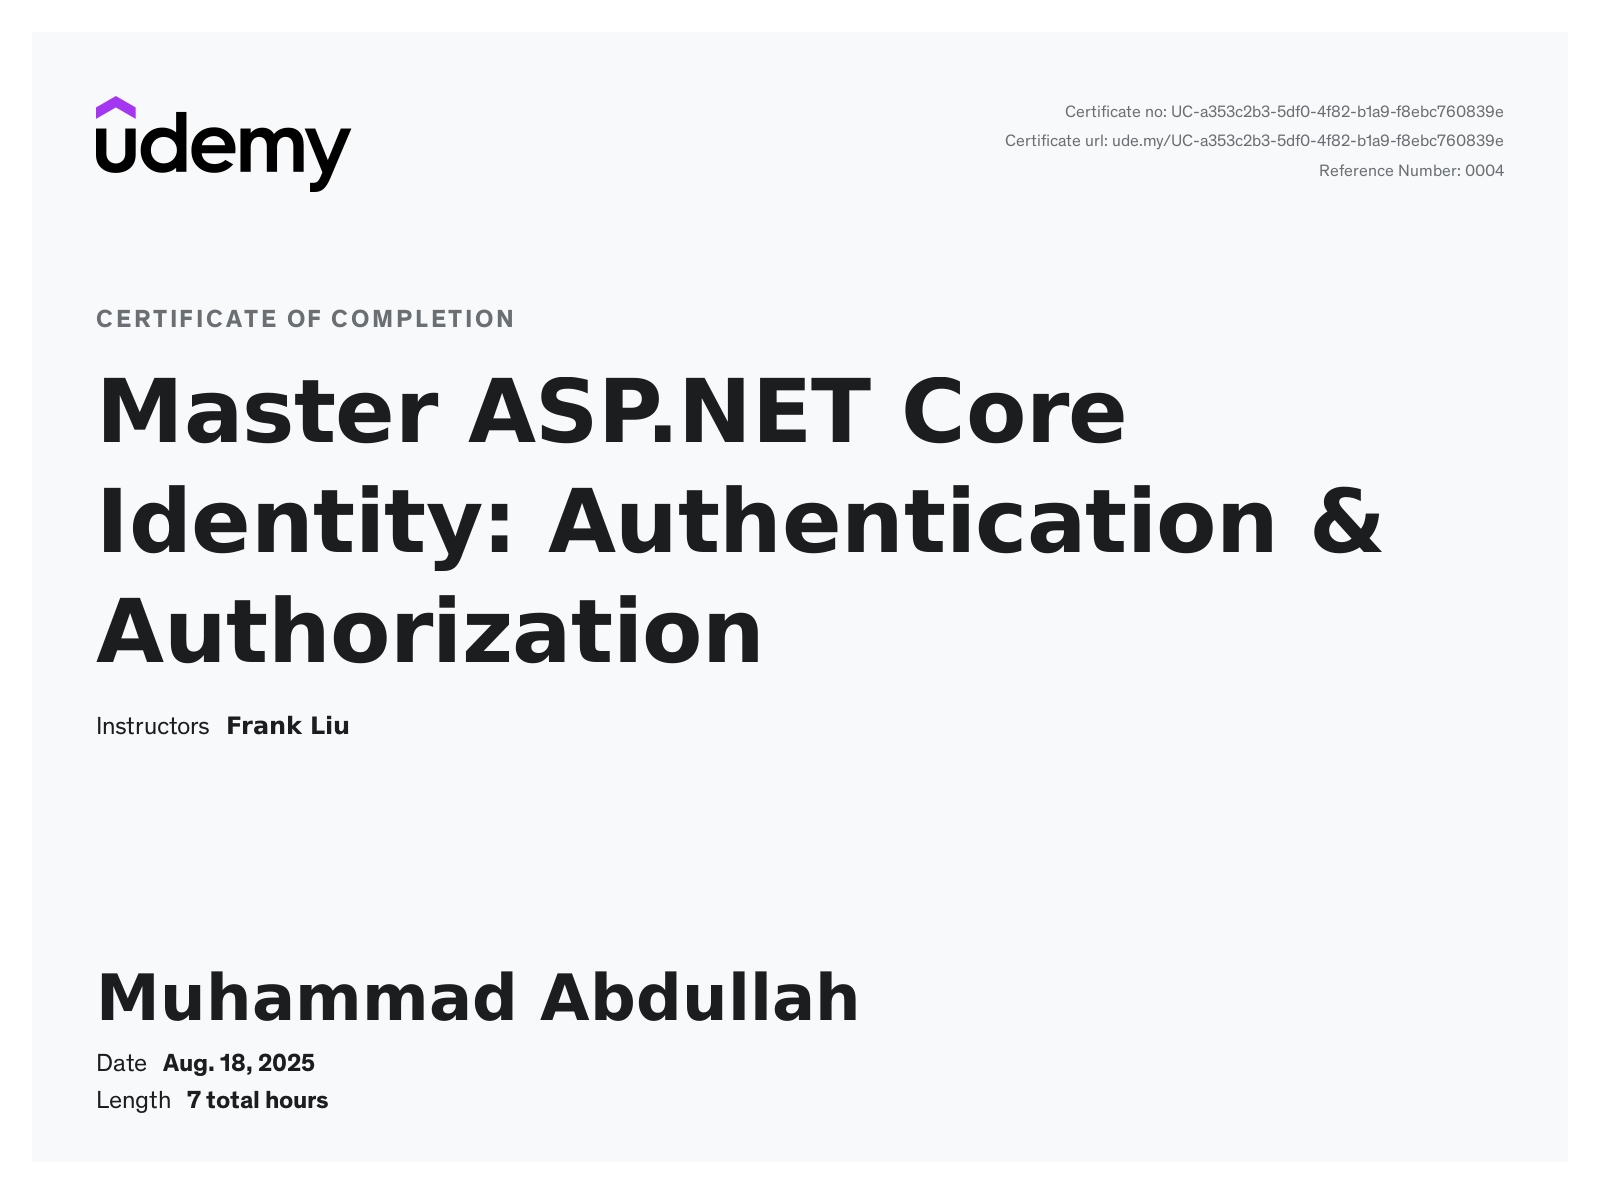 udemy
Certificate no: UC-a353c2b3-5df0-4f82-b1a9-f8ebc760839e
Certificate url: ude.my/UC-a353c2b3-5df0-4f82-b1a9-f8ebc760839e
Reference Number: 0004
CERTIFICATE OF COMPLETION
Master ASP.NET Core
Identity: Authentication &
Authorization
Instructors Frank Liu
Muhammad Abdullah
Date Aug. 18, 2025
Length 7 total hours